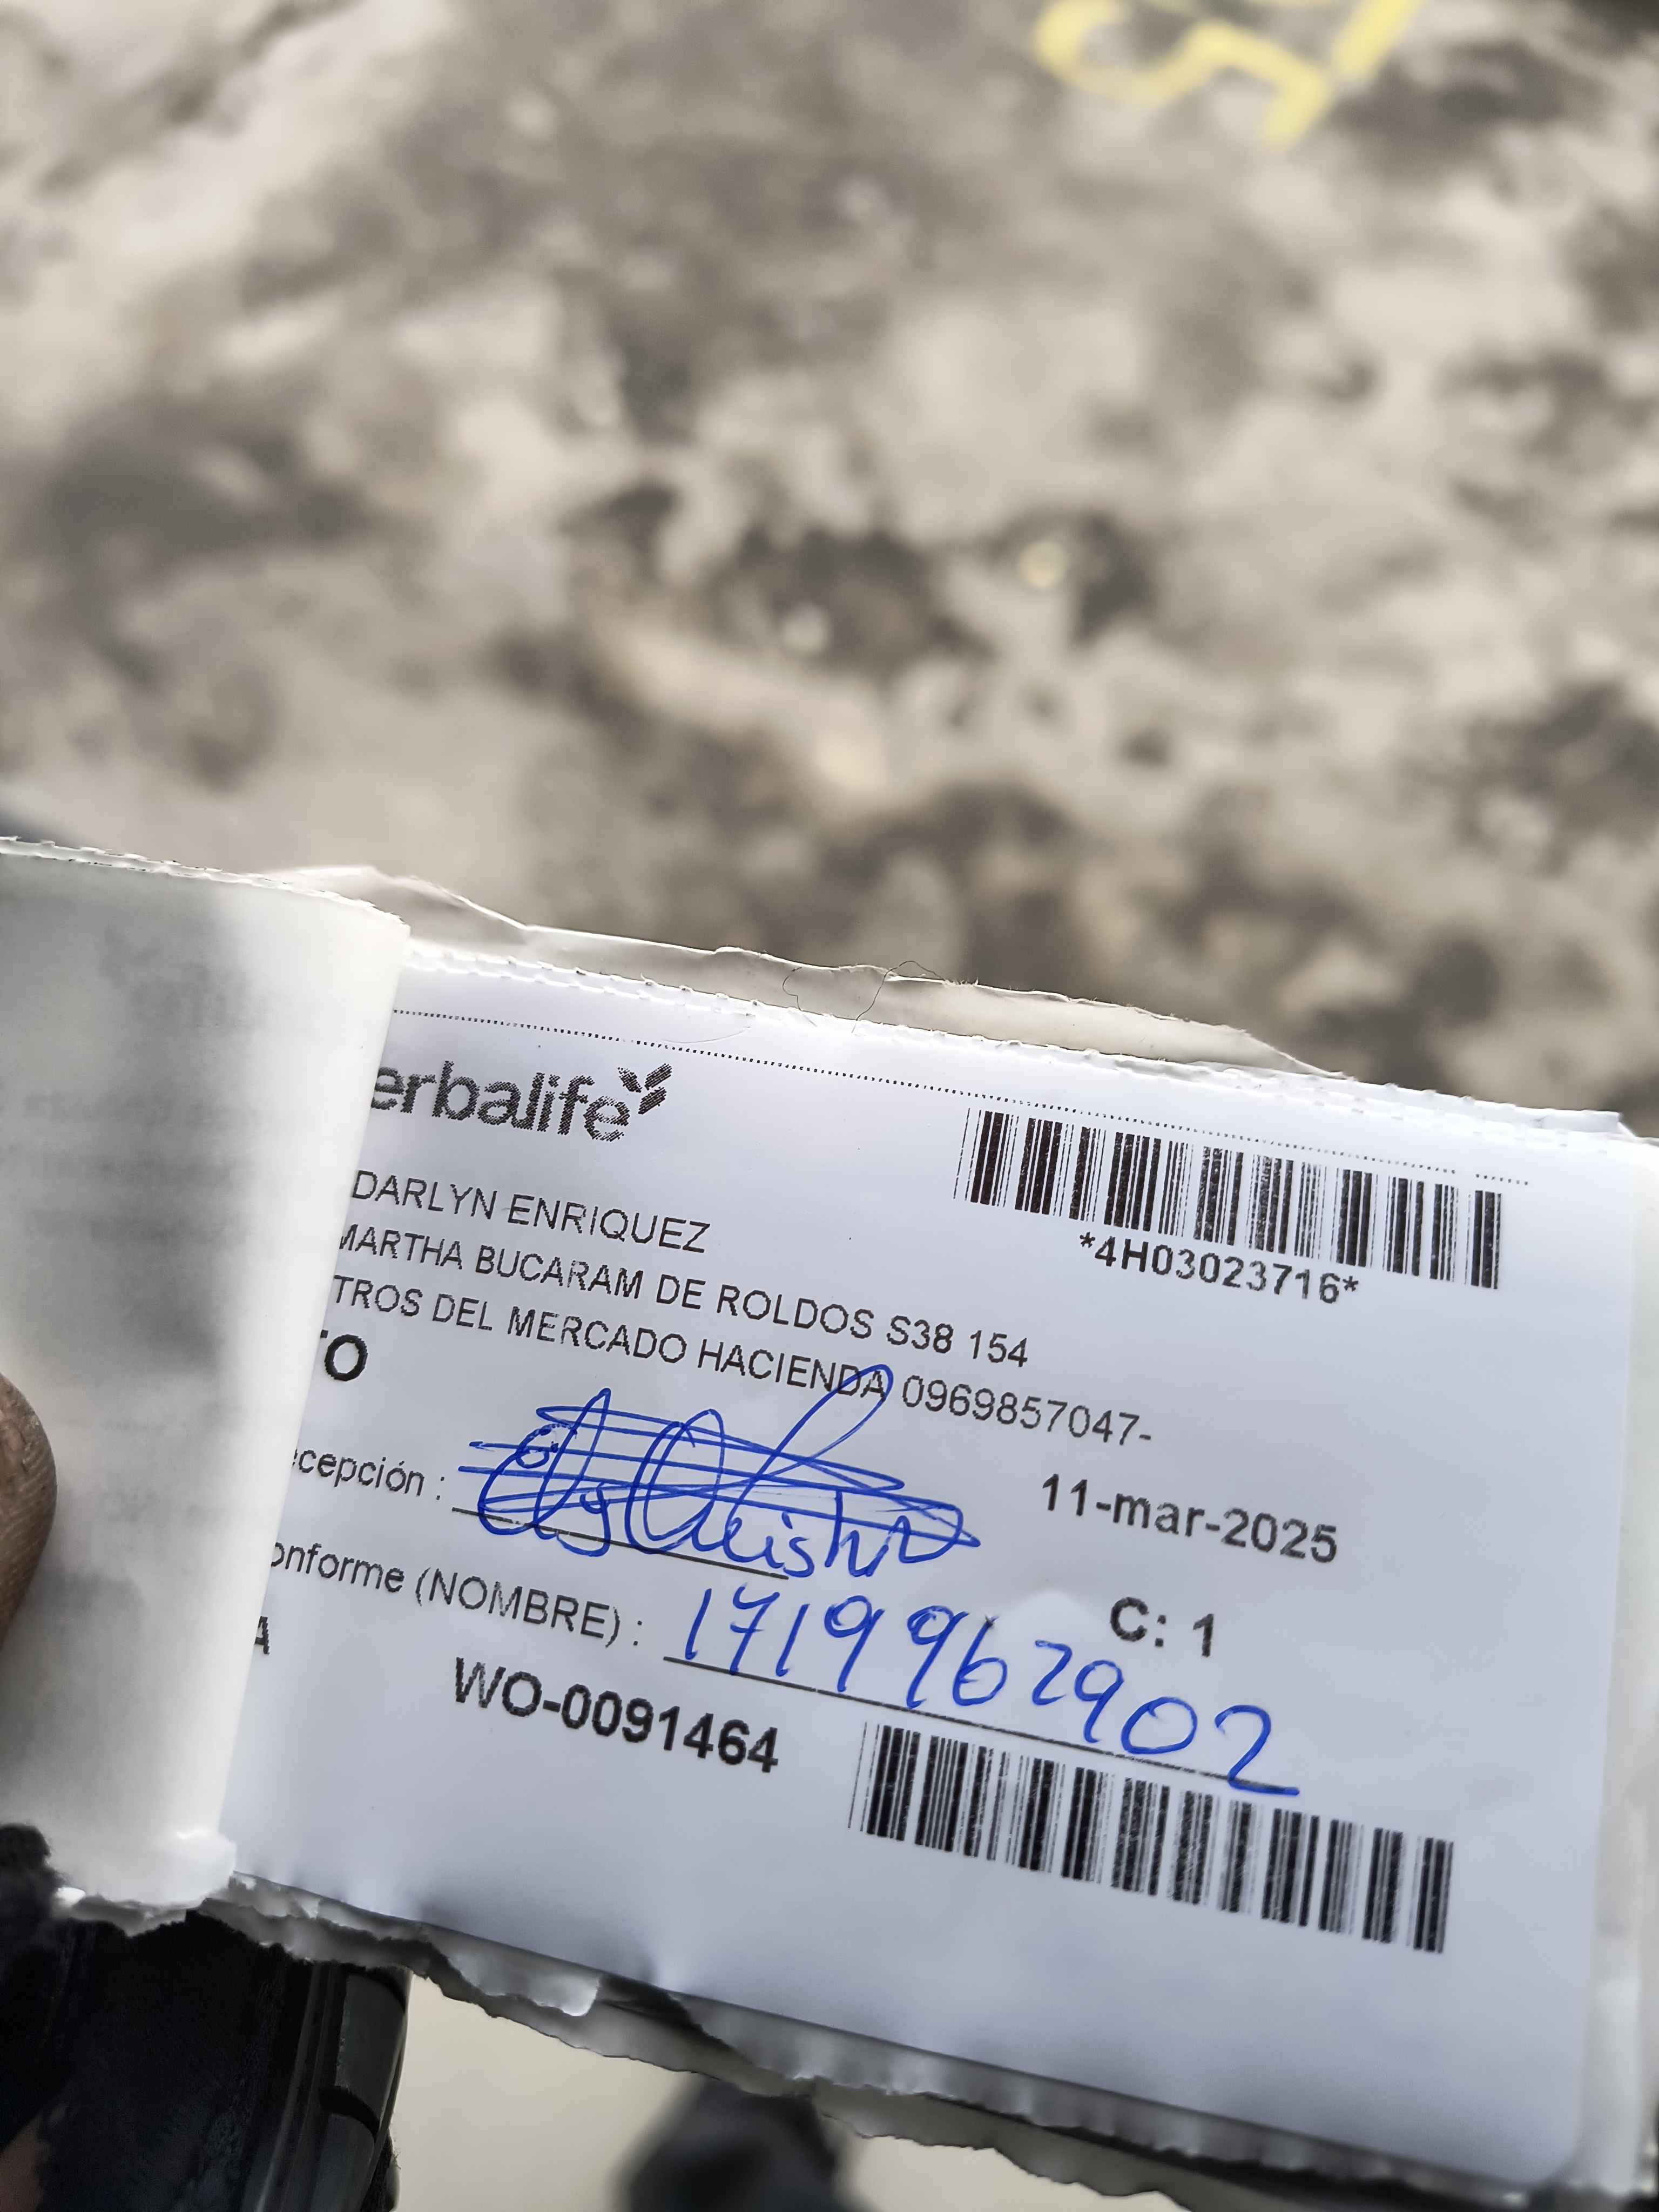 erbalife
*4H03023716*
DARLYN ENRIQUEZ
MARTHA BUCARAM DE ROLDOS S38 154
TROS DEL MERCADO HACIENDA 0969857047-
TO
ecepción :
11-mar-2025
onforme (NOMBRE) : 1719962902
C: 1
A
WO-0091464